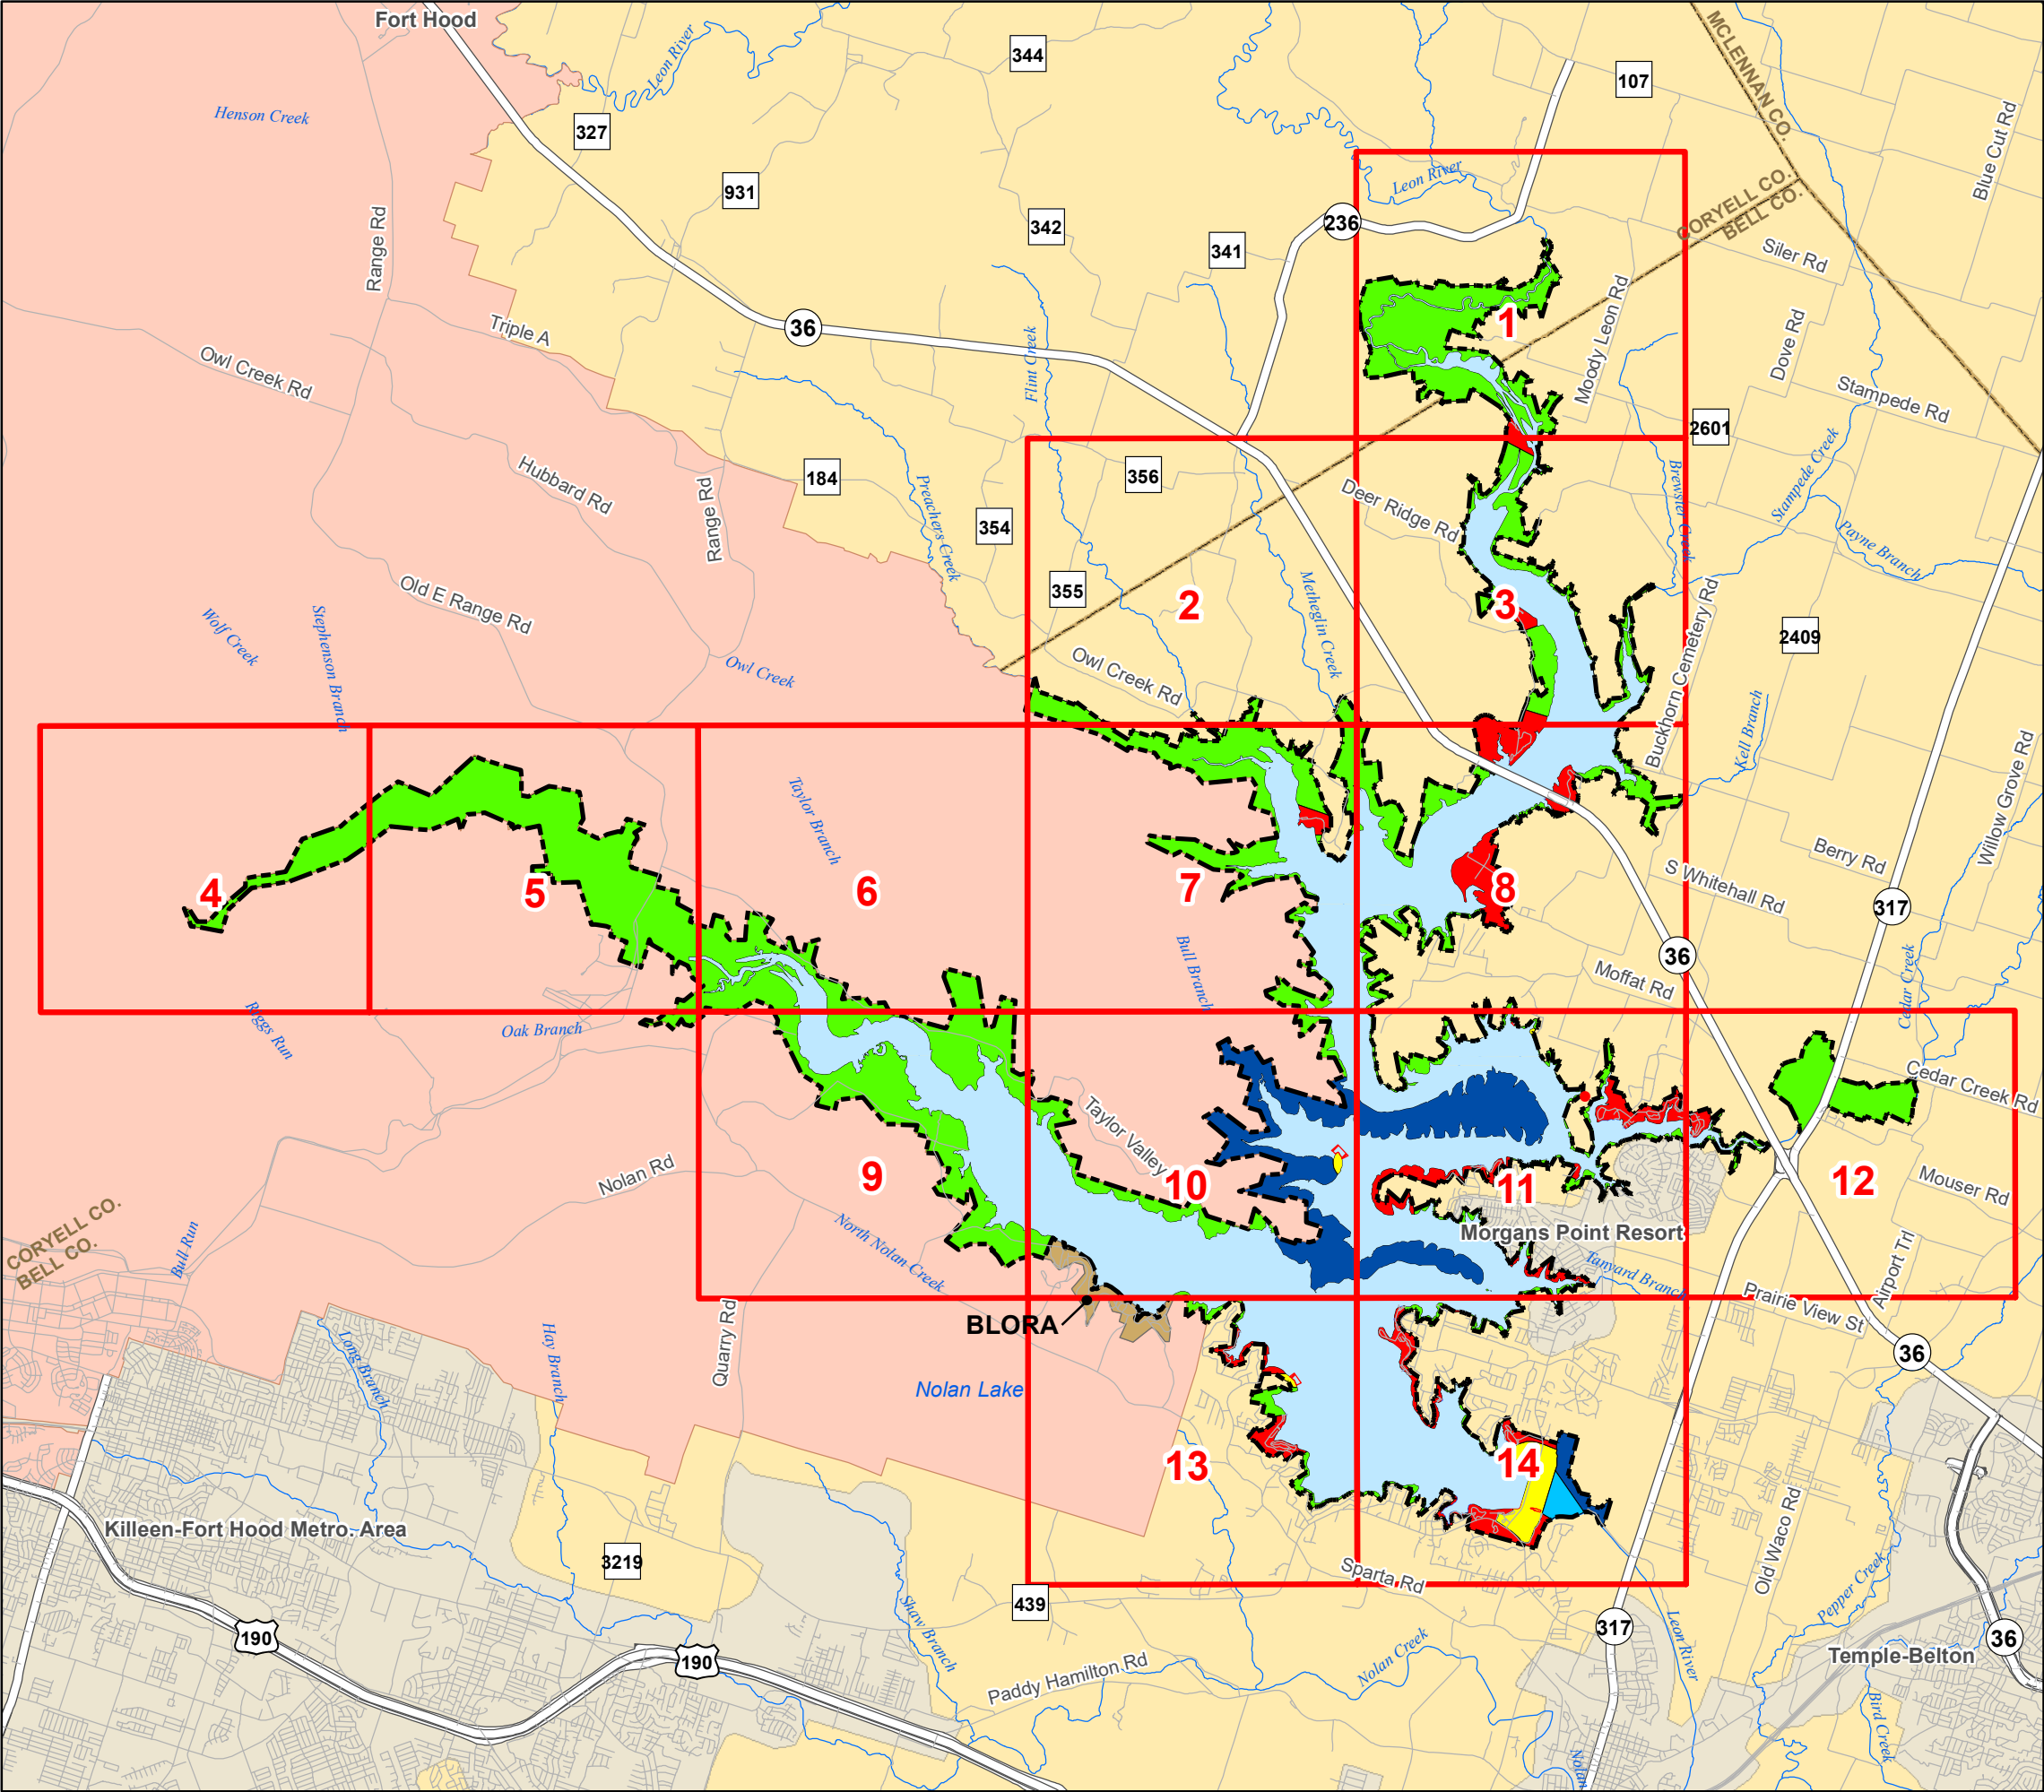 Fort Hood
Leon River
344
107
MCLENNAN CO.
Henson Creek
327
Blue Cut Rd
931
Leon River
CORYELL CO.
BELL CO.
342
236
341
Range Rd
Siler Rd
Triple A
36
1
Moody Leon Rd
Dove Rd
Flint Creek
Owl Creek Rd
Stampede Rd
2601
Hubbard Rd
184
356
Range Rd
Preachers Creek
354
Deer Ridge Rd
Brewster Creek
Stampede Creek
Payne Branch
Old E Range Rd
355
2
Metheglin Creek
3
2409
Wolf Creek
Stephenson Branch
Owl Creek
Owl Creek Rd
Buckhorn Cemetery Rd
Kell Branch
Willow Grove Rd
Taylor Branch
4
5
6
7
8
Berry Rd
S Whitehall Rd
317
Bull Branch
36
Moffat Rd
Cedar Creek
Riggs Run
Oak Branch
Cedar Creek Rd
Taylor Valley
9
Nolan Rd
10
11
12
Mouser Rd
CORYELL CO.
BELL CO.
Bull Run
North Nolan Creek
Morgans Point Resort
Tanyard Branch
Airport Trl
Prairie View St
BLORA
Quarry Rd
36
Long Branch
Hay Branch
Nolan Lake
13
14
Killeen-Fort Hood Metro. Area
3219
Sparta Rd
Old Waco Rd
439
Shaw Branch
Pepper Creek
190
190
317
Leon River
36
Temple-Belton
Nolan Creek
Paddy Hamilton Rd
Bird Creek
Nolan